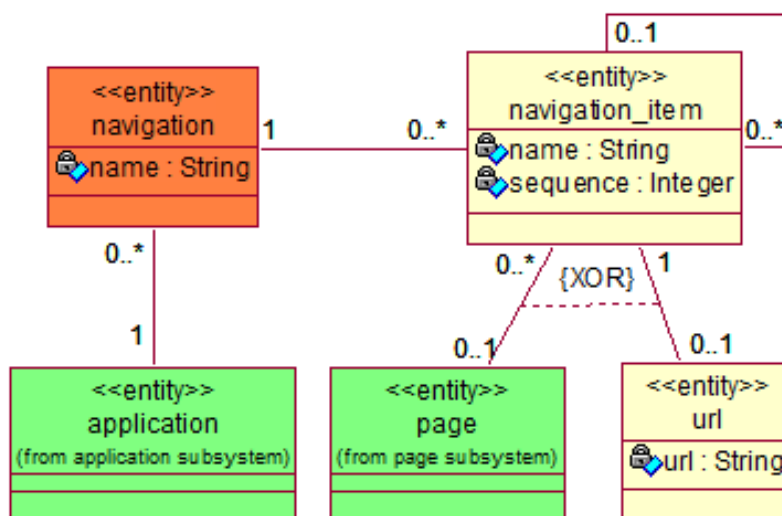 0..1
<<entity>>
navigation
name : String
1
0..*
<<entity>>
navigation_item
name : String
sequence : Integer
0..*
0..*
1
0..*
{XOR}
1
0..1
0..1
<<entity>>
application
(from application subsystem)
<<entity>>
page
(from page subsystem)
<<entity>>
url
url : String